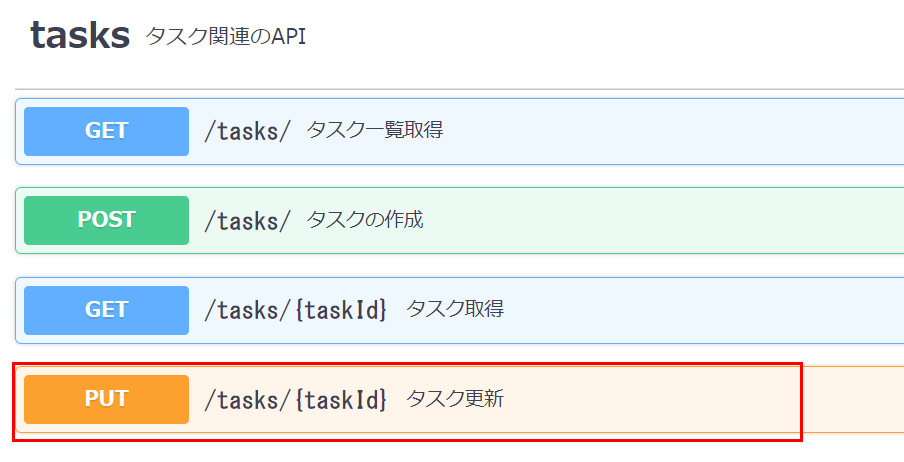 tasks タスク関連のAPI
GET /tasks/ タスク一覧取得
POST /tasks/ タスクの作成
GET /tasks/{taskId} タスク取得
PUT /tasks/{taskId} タスク更新